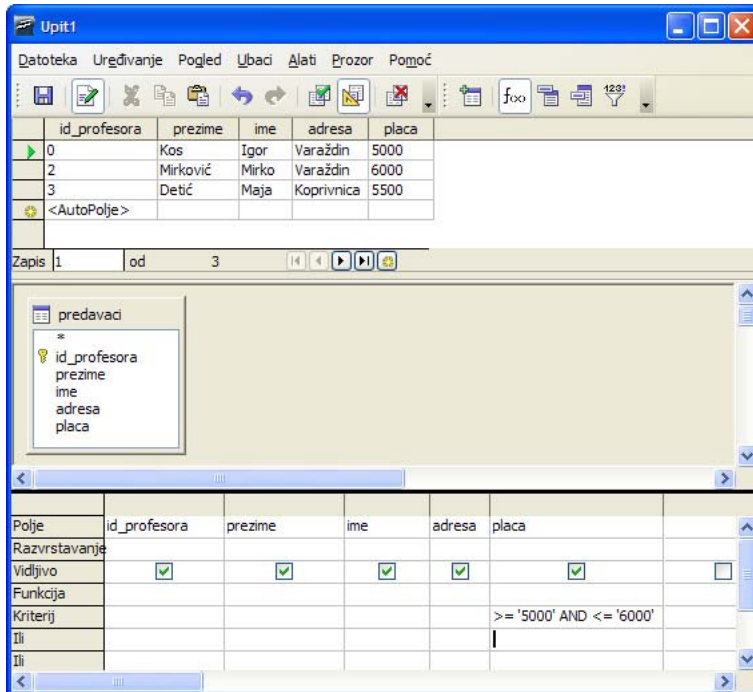 Upit1
Datoteka Uređivanje Pogled Ubaci Alati Prozor Pomoć
f(x) 123!
id_profesora prezime ime adresa placa
0 Kos Igor Varaždin 5000
2 Mirković Mirko Varaždin 6000
3 Detić Maja Koprivnica 5500
<AutoPolje>
Zapis 1 od 3
predavaci
*
id_profesora
prezime
ime
adresa
placa
Polje id_profesora prezime ime adresa placa
Razvrstavanje
Vidljivo
Funkcija
Kriterij >= '5000' AND <= '6000'
Ili
Ili